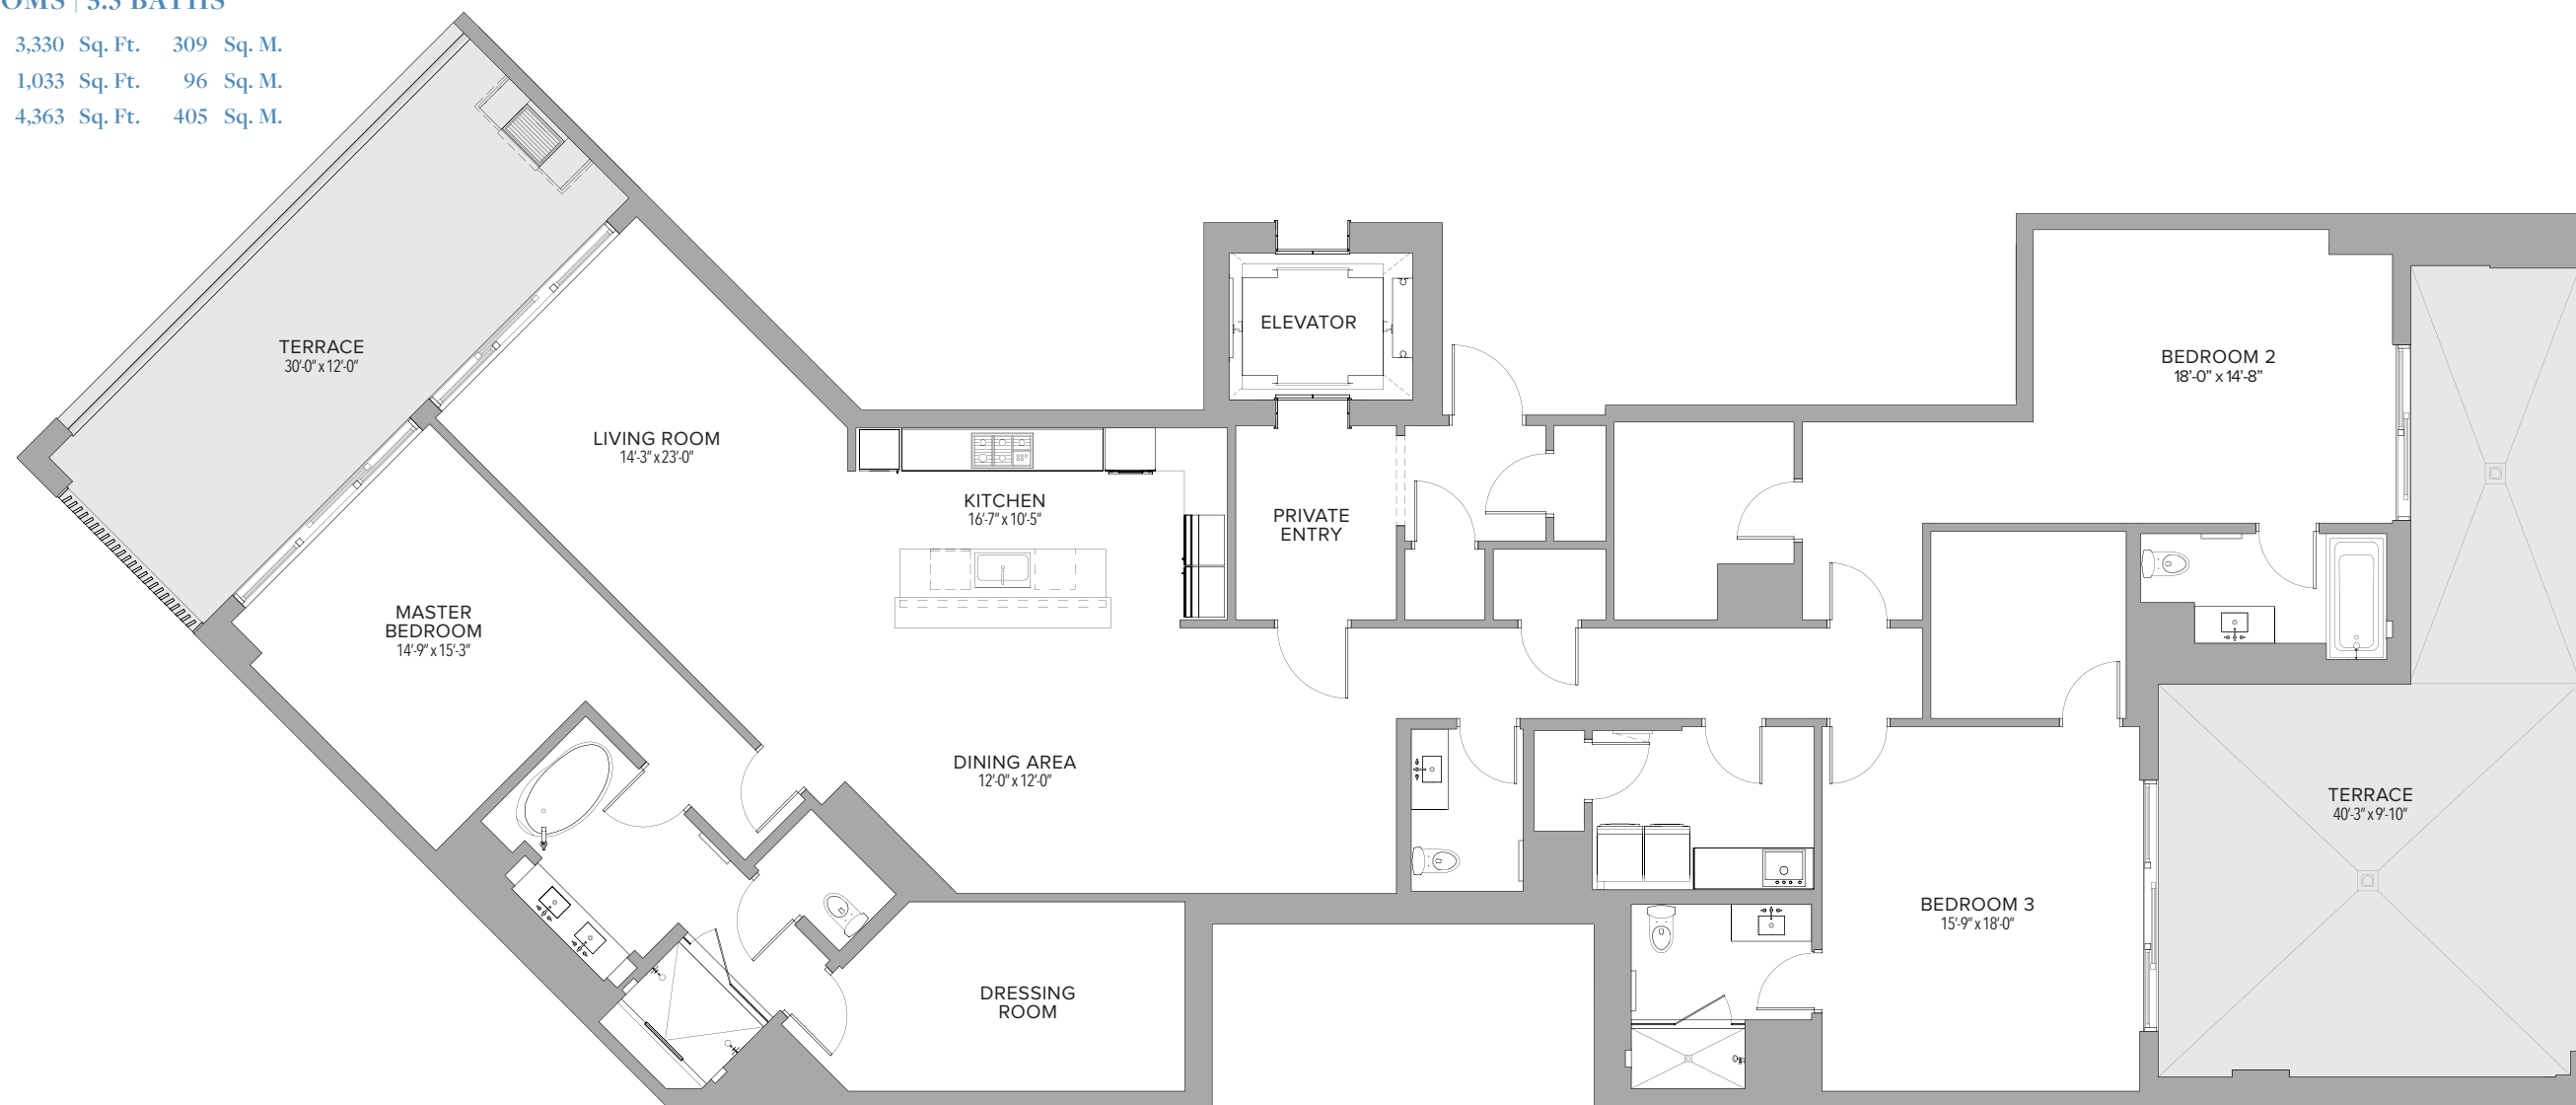 3,330 Sq. Ft. 309 Sq. M.
1,033 Sq. Ft. 96 Sq. M.
4,363 Sq. Ft. 405 Sq. M.
TERRACE
30'-0" x 12'-0"
LIVING ROOM
14'-3" x 23'-0"
MASTER
BEDROOM
14'-9" x 15'-3"
KITCHEN
16'-7" x 10'-5"
DINING AREA
12'-0" x 12'-0"
DRESSING
ROOM
ELEVATOR
PRIVATE
ENTRY
BEDROOM 2
18'-0" x 14'-8"
BEDROOM 3
15'-9" x 18'-0"
TERRACE
40'-3" x 9'-10"